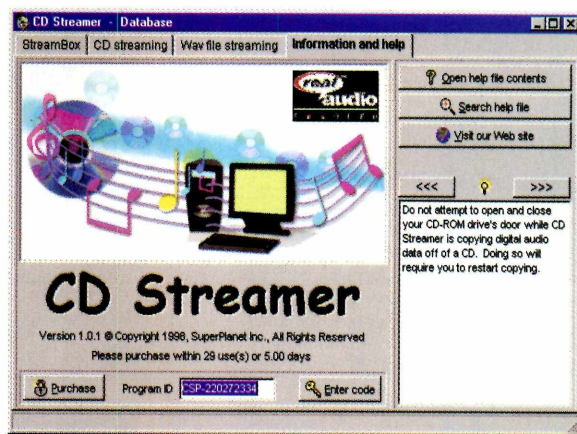 CD Streamer - Database
StreamBox
CD streaming
Wav file streaming
Information and help
real
audio
CD Streamer
Version 1.0.1 © Copyright 1998, SuperPlanet Inc., All Rights Reserved
Please purchase within 29 use(s) or 5.00 days
Purchase
Program ID
CSP-220272334
Enter code
Open help file contents
Search help file
Visit our Web site
<<<
>>>
Do not attempt to open and close
your CD-ROM drive's door while CD
Streamer is copying digital audio
data off of a CD. Doing so will
require you to restart copying.